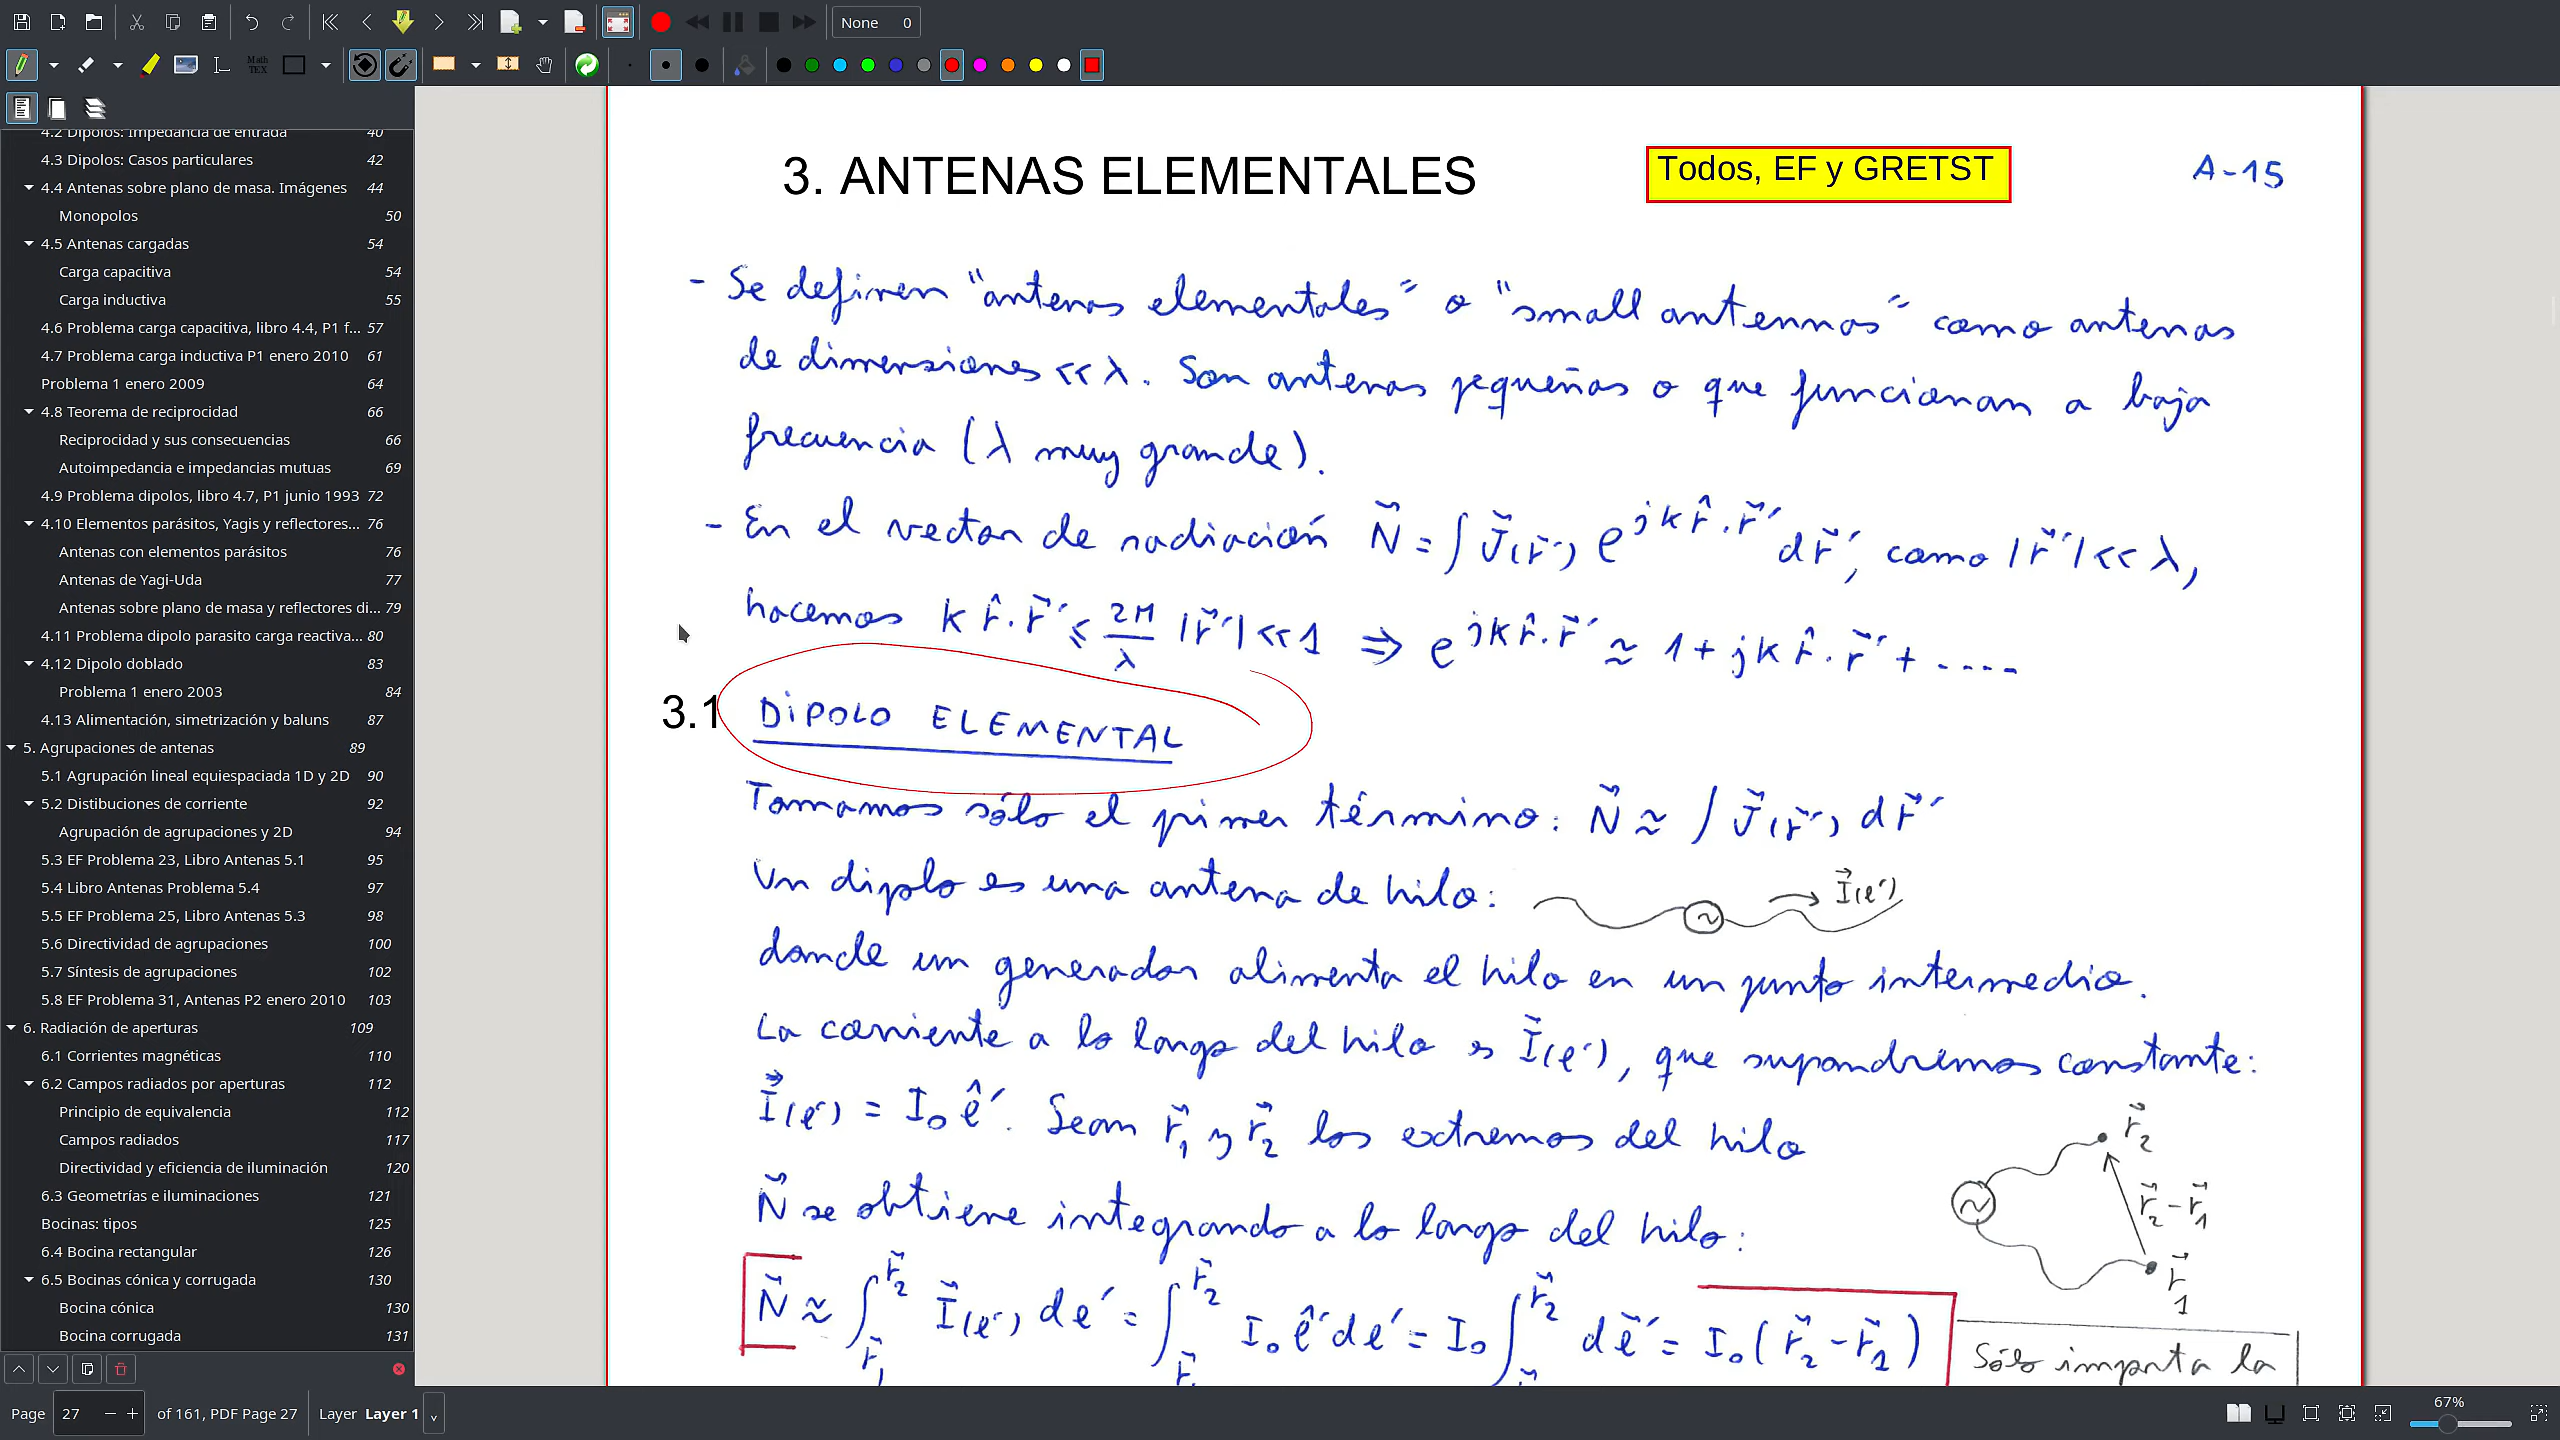 None 0
Math
TEX
4.2 Dipolos: Impedancia de entrada 40
4.3 Dipolos: Casos particulares 42
4.4 Antenas sobre plano de masa. Imágenes 44
Monopolos 50
4.5 Antenas cargadas 54
Carga capacitiva 54
Carga inductiva 55
4.6 Problema carga capacitiva, libro 4.4, P1 f... 57
4.7 Problema carga inductiva P1 enero 2010 61
Problema 1 enero 2009 64
4.8 Teorema de reciprocidad 66
Reciprocidad y sus consecuencias 66
Autoimpedancia e impedancias mutuas 69
4.9 Problema dipolos, libro 4.7, P1 junio 1993 72
4.10 Elementos parásitos, Yagis y reflectores... 76
Antenas con elementos parásitos 76
Antenas de Yagi-Uda 77
Antenas sobre plano de masa y reflectores di... 79
4.11 Problema dipolo parasito carga reactiva... 80
4.12 Dipolo doblado 83
Problema 1 enero 2003 84
4.13 Alimentación, simetrización y baluns 87
5. Agrupaciones de antenas 89
5.1 Agrupación lineal equiespaciada 1D y 2D 90
5.2 Distibuciones de corriente 92
Agrupación de agrupaciones y 2D 94
5.3 EF Problema 23, Libro Antenas 5.1 95
5.4 Libro Antenas Problema 5.4 97
5.5 EF Problema 25, Libro Antenas 5.3 98
5.6 Directividad de agrupaciones 100
5.7 Síntesis de agrupaciones 102
5.8 EF Problema 31, Antenas P2 enero 2010 103
6. Radiación de aperturas 109
6.1 Corrientes magnéticas 110
6.2 Campos radiados por aperturas 112
Principio de equivalencia 112
Campos radiados 117
Directividad y eficiencia de iluminación 120
6.3 Geometrías e iluminaciones 121
Bocinas: tipos 125
6.4 Bocina rectangular 126
6.5 Bocinas cónica y corrugada 130
Bocina cónica 130
Bocina corrugada 131
Page 27 of 161, PDF Page 27 Layer Layer 1
67%
3. ANTENAS ELEMENTALES Todos, EF y GRETST A-15
- Se definen "antenas elementales" o "small antennas" como antenas
de dimensiones << λ. Son antenas pequeñas o que funcionan a baja
frecuencia (λ muy grande).
- En el vector de radiación N⃗ = ∫ J⃗(r⃗′) e^{jk r̂·r⃗′} dr⃗′, como |r⃗′| << λ,
hacemos k r̂·r⃗′ ≤ 2π/λ |r⃗′| << 1 ⇒ e^{jk r̂·r⃗′} ≈ 1 + jk r̂·r⃗′ + ....
3.1 DIPOLO ELEMENTAL
Tomamos sólo el primer término: N⃗ ≈ ∫ J⃗(r⃗′) dr⃗′
Un dipolo es una antena de hilo: I⃗(l′)
donde un generador alimenta el hilo en un punto intermedio.
La corriente a lo largo del hilo es I⃗(l′), que supondremos constante:
I⃗(l′) = I₀ l̂′. Sean r⃗₁ y r⃗₂ los extremos del hilo
r⃗₂
r⃗₂ - r⃗₁
r⃗₁
N⃗ se obtiene integrando a lo largo del hilo:
N⃗ ≈ ∫_{r⃗₁}^{r⃗₂} I⃗(l′) dl′ = ∫_{r⃗₁}^{r⃗₂} I₀ l̂′ dl′ = I₀ ∫^{r⃗₂} dl⃗′ = I₀ (r⃗₂ - r⃗₁)
Sólo importa la